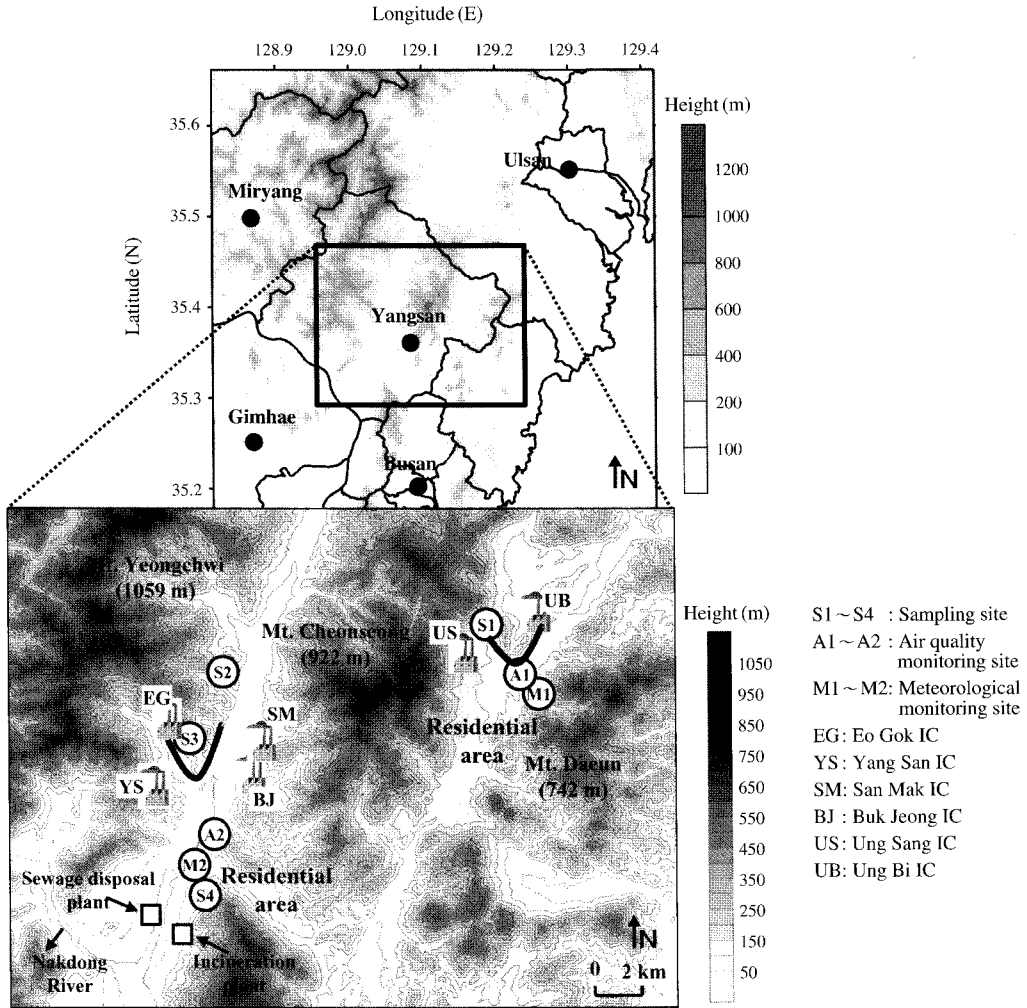 Longitude (E)
128.9 129.0 129.1 129.2 129.3 129.4
Height (m)
35.6
35.5
35.4
35.3
35.2
Latitude (N)
Ulsan
Miryang
Yangsan
Gimhae
Busan
N
1200
1000
800
600
400
200
100
Yeongchwi
(1059 m)
Mt. Cheonseong
(922 m)
US
S1
UB
A1
M1
S2
EG
S3
SM
YS
BJ
Residential
area
Mt. Daeun
(742 m)
A2
M2
S4
Residential
area
Sewage disposal
plant
Nakdong
River
Incineration
plant
N
0 2 km
Height (m)
1050
950
850
750
650
550
450
350
250
150
50
S1~S4 : Sampling site
A1~A2 : Air quality
monitoring site
M1~M2: Meteorological
monitoring site
EG: Eo Gok IC
YS: Yang San IC
SM: San Mak IC
BJ : Buk Jeong IC
US: Ung Sang IC
UB: Ung Bi IC